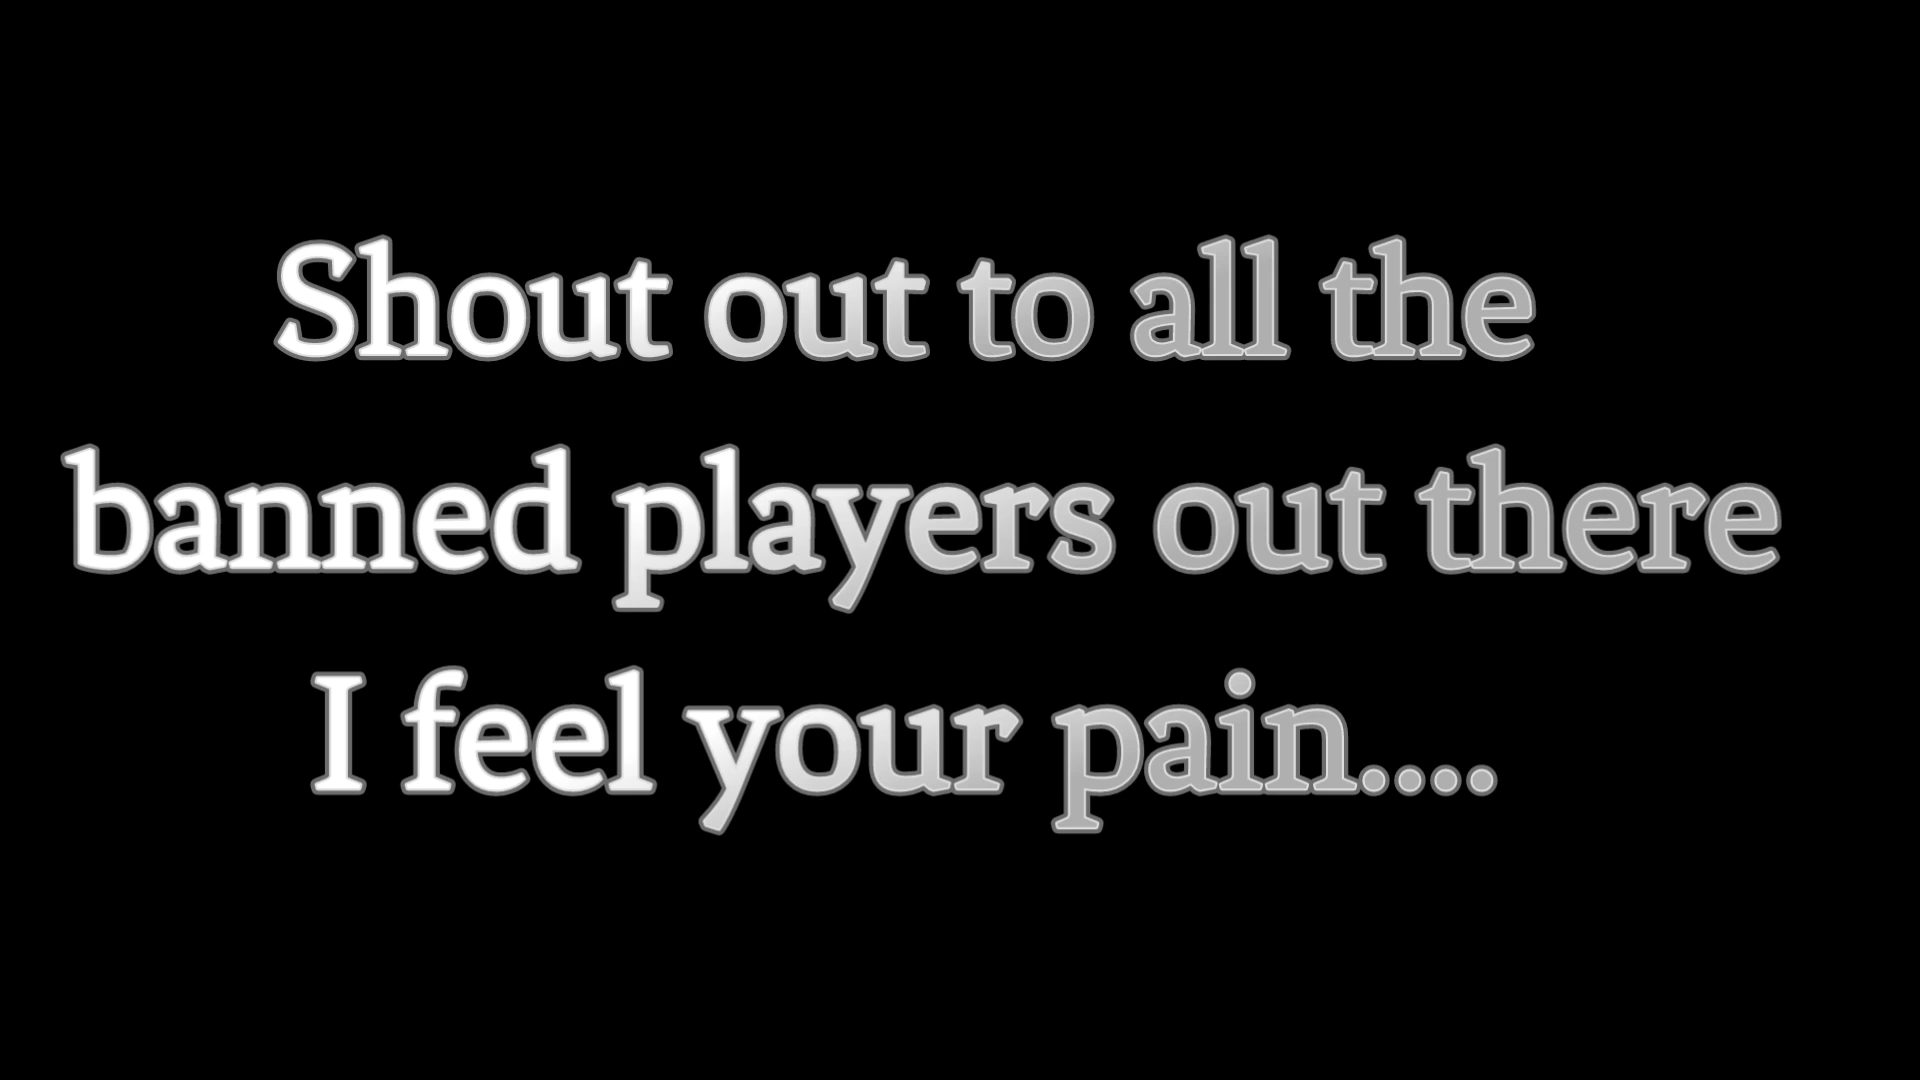 Shout out to all the
banned players out there
I feel your pain....